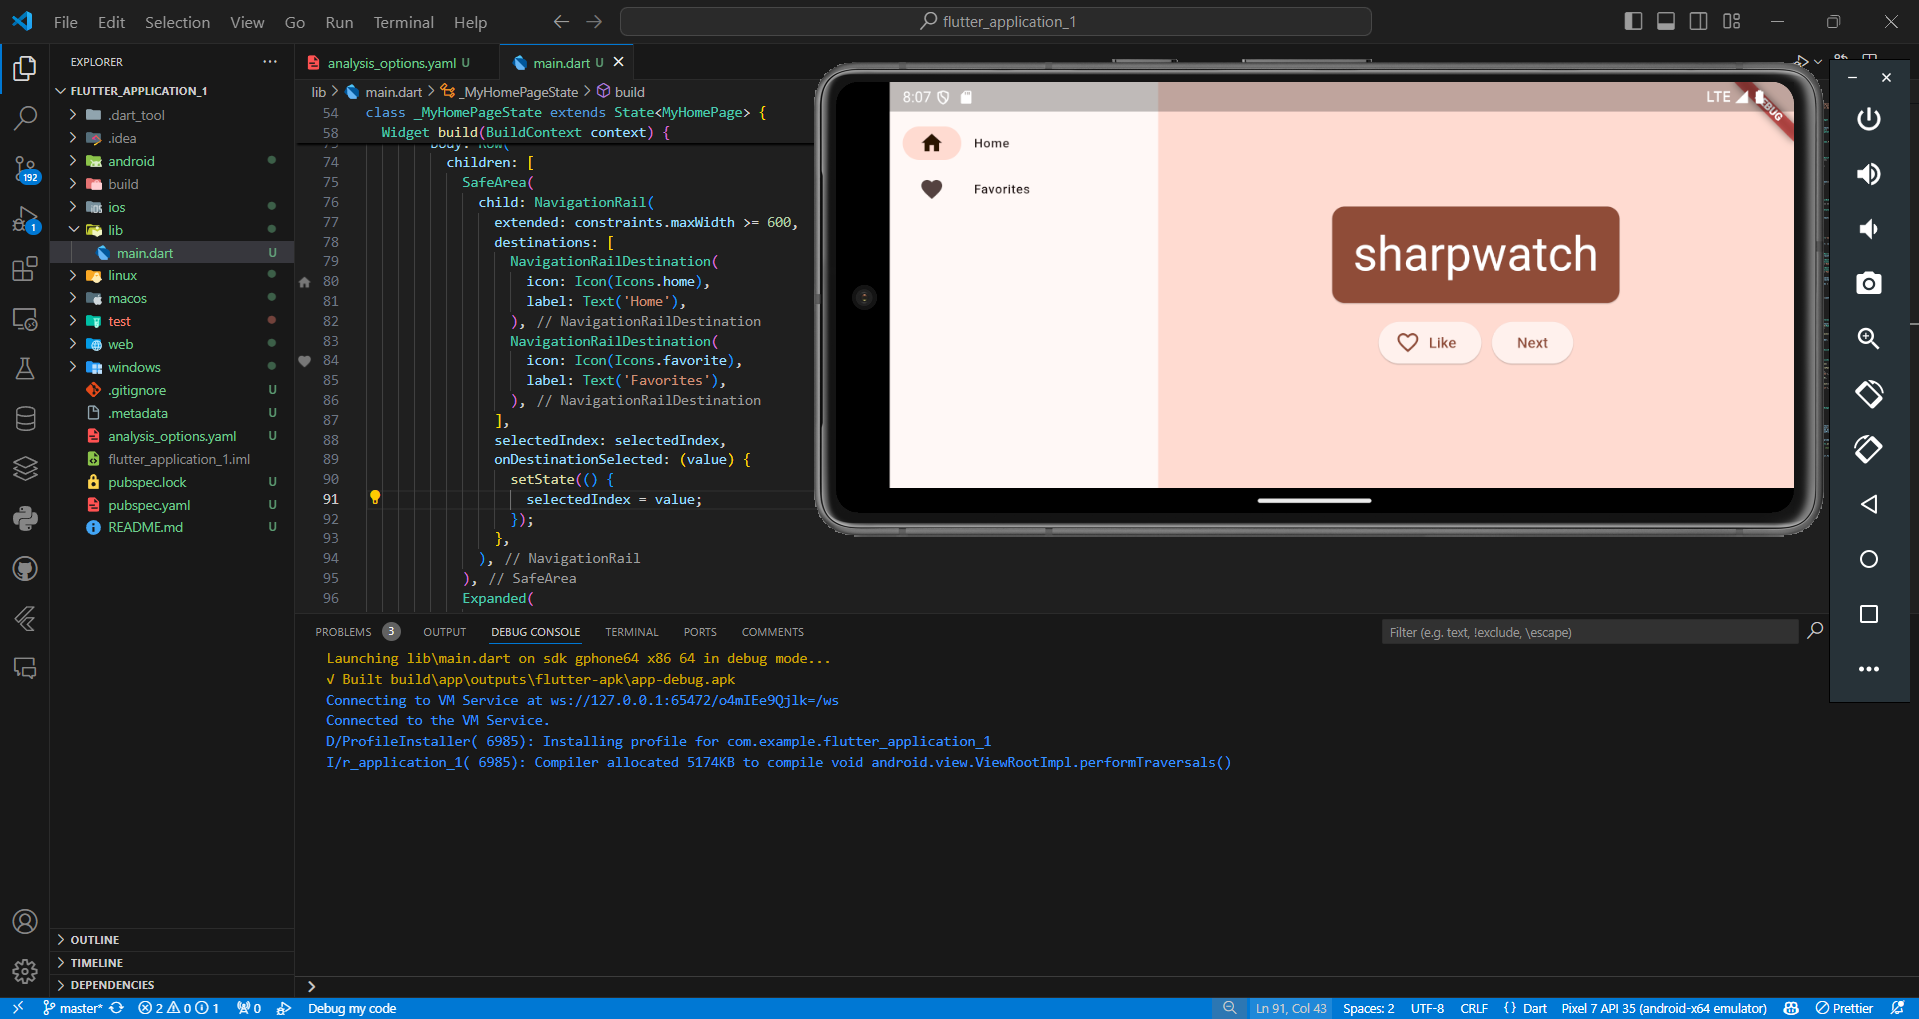 File Edit Selection View Go Run Terminal Help
flutter_application_1
EXPLORER
FLUTTER_APPLICATION_1
.dart_tool
.idea
android
build
ios
lib
main.dart U
linux
macos
test
web
windows
.gitignore U
.metadata U
analysis_options.yaml U
flutter_application_1.iml
pubspec.lock U
pubspec.yaml U
README.md U
OUTLINE
TIMELINE
DEPENDENCIES
192
1
analysis_options.yaml U
main.dart U
lib > main.dart > _MyHomePageState > build
54 class _MyHomePageState extends State<MyHomePage> {
58 Widget build(BuildContext context) {
73 body: Row(
74 children: [
75 SafeArea(
76 child: NavigationRail(
77 extended: constraints.maxWidth >= 600,
78 destinations: [
79 NavigationRailDestination(
80 icon: Icon(Icons.home),
81 label: Text('Home'),
82 ), // NavigationRailDestination
83 NavigationRailDestination(
84 icon: Icon(Icons.favorite),
85 label: Text('Favorites'),
86 ), // NavigationRailDestination
87 ],
88 selectedIndex: selectedIndex,
89 onDestinationSelected: (value) {
90 setState(() {
91 selectedIndex = value;
92 });
93 },
94 ), // NavigationRail
95 ), // SafeArea
96 Expanded(
8:07
LTE
Home
Favorites
sharpwatch
Like
Next
PROBLEMS 3 OUTPUT DEBUG CONSOLE TERMINAL PORTS COMMENTS
Filter (e.g. text, !exclude, \escape)
Launching lib\main.dart on sdk gphone64 x86 64 in debug mode...
√ Built build\app\outputs\flutter-apk\app-debug.apk
Connecting to VM Service at ws://127.0.0.1:65472/o4mIEe9Qjlk=/ws
Connected to the VM Service.
D/ProfileInstaller( 6985): Installing profile for com.example.flutter_application_1
I/r_application_1( 6985): Compiler allocated 5174KB to compile void android.view.ViewRootImpl.performTraversals()
master* 2 0 1 0 Debug my code
Ln 91, Col 43 Spaces: 2 UTF-8 CRLF {} Dart Pixel 7 API 35 (android-x64 emulator) Prettier